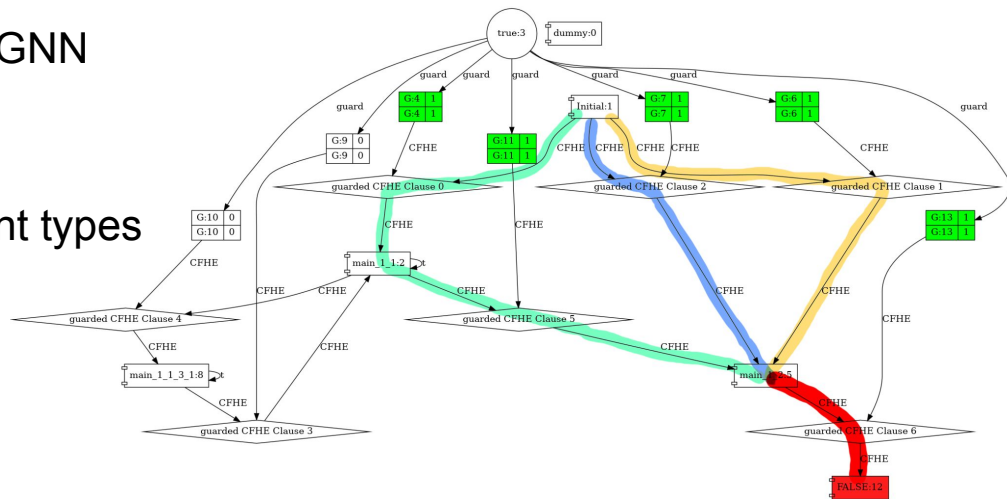 GNN
nt types
true:3
dummy:0
guard
guard
guard
guard
guard
guard
guard
G:4 1
G:4 1
G:7 1
G:7 1
G:6 1
G:6 1
Initial:1
G:9 0
G:9 0
G:11 1
G:11 1
CFHE
CFHE
CFHE
CFHE
CFHE
CFHE
guarded CFHE Clause 0
guarded CFHE Clause 2
guarded CFHE Clause 1
G:10 0
G:10 0
G:13 1
G:13 1
CFHE
CFHE
main_1_1:2
t
CFHE
CFHE
CFHE
CFHE
CFHE
CFHE
guarded CFHE Clause 4
guarded CFHE Clause 5
CFHE
CFHE
CFHE
main_1_1_3_1:8
t
CFHE
CFHE
guarded CFHE Clause 3
guarded CFHE Clause 6
CFHE
FALSE:12